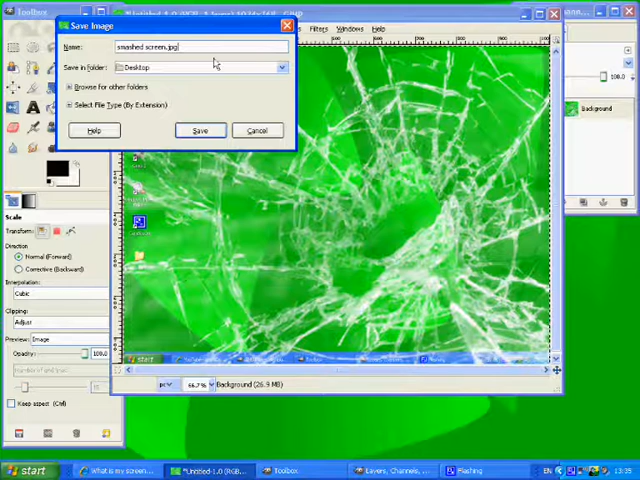 Toolbox
Save Image
Name:
smashed screen.jpg
Save in Folder:
Desktop
Browse for other folders
Select File Type (By Extension)
Help
Save
Cancel
Filters
Windows
Help
Background
Scale
Transform:
Direction
Normal (Forward)
Corrective (Backward)
Interpolation:
Cubic
Clipping:
Adjust
Preview:
Image
Opacity:
100.0
Keep aspect (Ctrl)
start
px
66.7%
Background (26.9 MB)
start
What is my screen...
*Untitled-1.0 (RGB...
Toolbox
Layers, Channels, ...
Flashing
EN
13:35